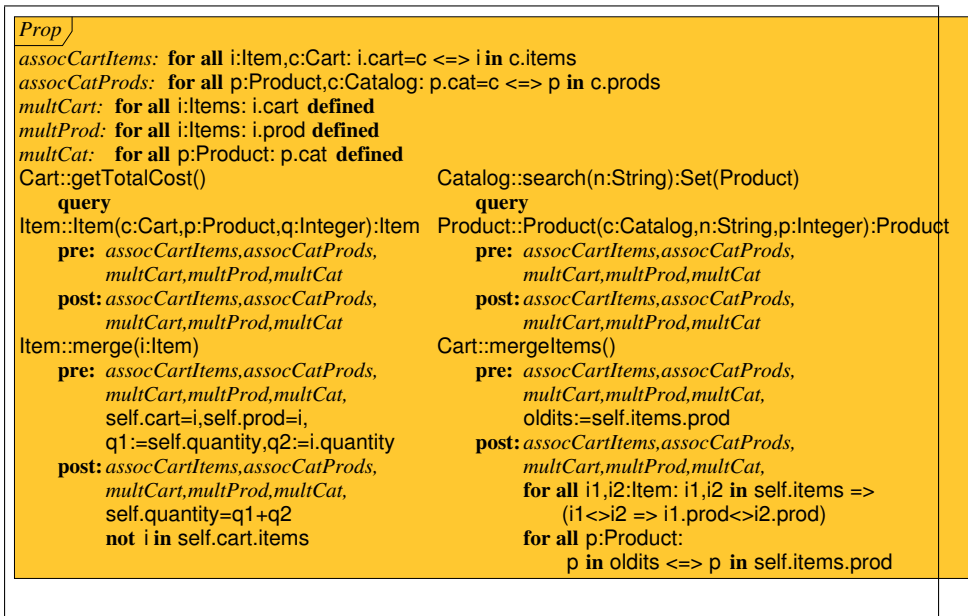 Prop
assocCartItems: for all i:Item,c:Cart: i.cart=c <=> i in c.items
assocCatProds: for all p:Product,c:Catalog: p.cat=c <=> p in c.prods
multCart: for all i:Items: i.cart defined
multProd: for all i:Items: i.prod defined
multCat: for all p:Product: p.cat defined
Cart::getTotalCost()
query
Item::Item(c:Cart,p:Product,q:Integer):Item
pre: assocCartItems,assocCatProds,
multCart,multProd,multCat
post: assocCartItems,assocCatProds,
multCart,multProd,multCat
Item::merge(i:Item)
pre: assocCartItems,assocCatProds,
multCart,multProd,multCat,
self.cart=i,self.prod=i,
q1:=self.quantity,q2:=i.quantity
post: assocCartItems,assocCatProds,
multCart,multProd,multCat,
self.quantity=q1+q2
not i in self.cart.items
Catalog::search(n:String):Set(Product)
query
Product::Product(c:Catalog,n:String,p:Integer):Product
pre: assocCartItems,assocCatProds,
multCart,multProd,multCat
post: assocCartItems,assocCatProds,
multCart,multProd,multCat
Cart::mergeItems()
pre: assocCartItems,assocCatProds,
multCart,multProd,multCat,
oldits:=self.items.prod
post: assocCartItems,assocCatProds,
multCart,multProd,multCat,
for all i1,i2:Item: i1,i2 in self.items =>
(i1<>i2 => i1.prod<>i2.prod)
for all p:Product:
p in oldits <=> p in self.items.prod